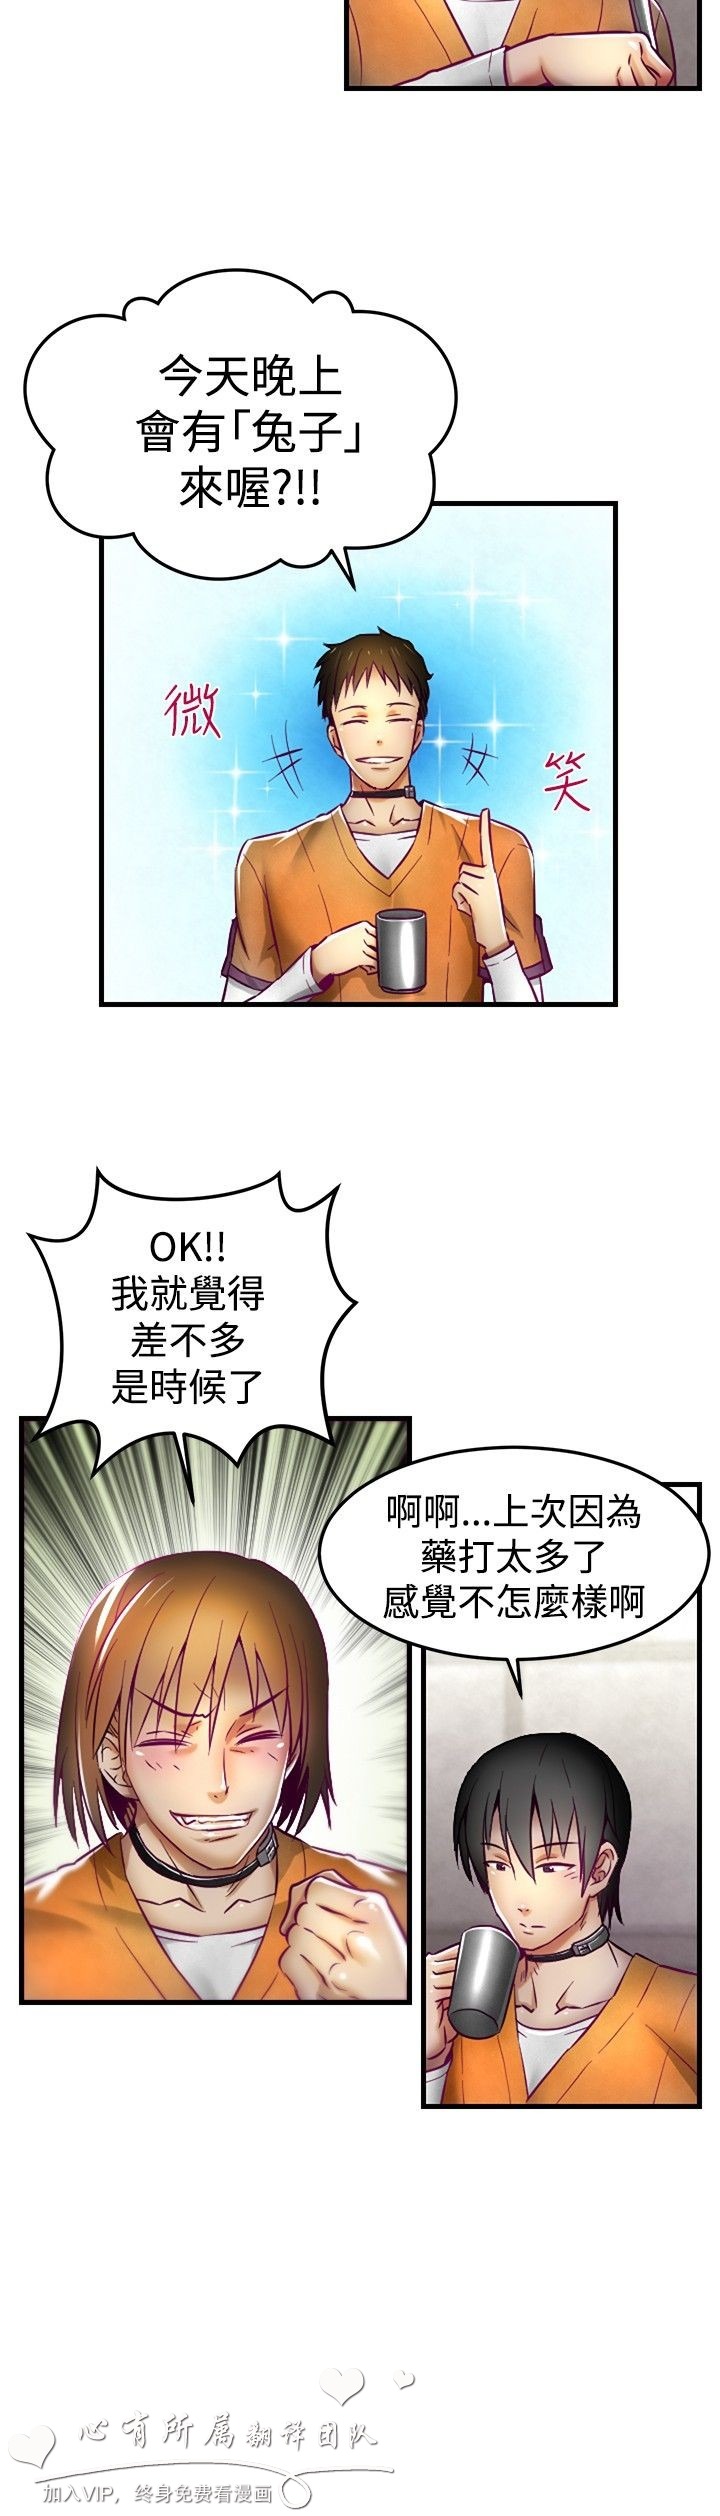 今天晚上
會有「兔子」
來喔?!!
微
笑
OK!!
我就覺得
差不多
是時候了
啊啊...上次因為
藥打太多了
感覺不怎麼樣啊
心有所属翻译团队
加入VIP，终身免费看漫画